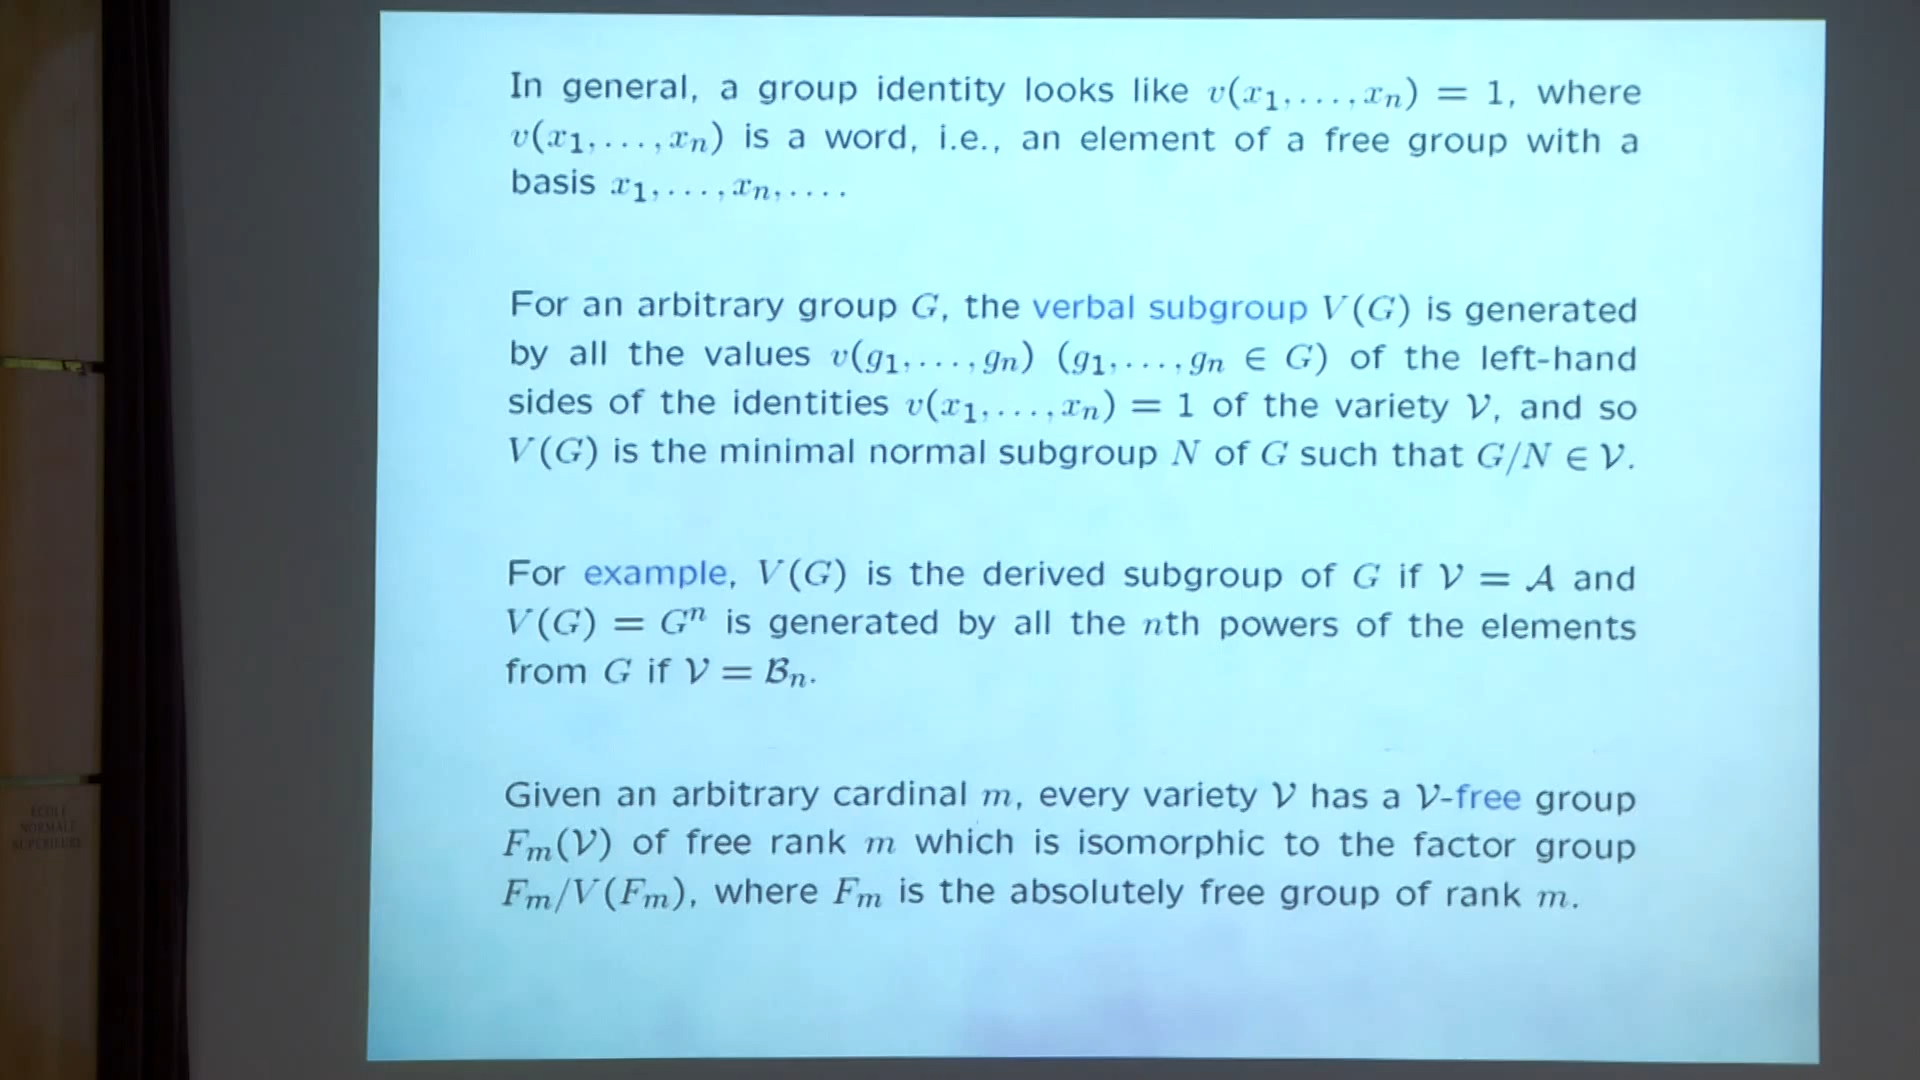 In general, a group identity looks like v(x₁,...,xₙ) = 1, where
v(x₁,...,xₙ) is a word, i.e., an element of a free group with a
basis x₁,...,xₙ,....
For an arbitrary group G, the verbal subgroup V(G) is generated
by all the values v(g₁,...,gₙ) (g₁,...,gₙ ∈ G) of the left-hand
sides of the identities v(x₁,...,xₙ) = 1 of the variety 𝒱, and so
V(G) is the minimal normal subgroup N of G such that G/N ∈ 𝒱.
For example, V(G) is the derived subgroup of G if 𝒱 = 𝒜 and
V(G) = Gⁿ is generated by all the nth powers of the elements
from G if 𝒱 = ℬₙ.
Given an arbitrary cardinal m, every variety 𝒱 has a 𝒱-free group
Fₘ(𝒱) of free rank m which is isomorphic to the factor group
Fₘ/V(Fₘ), where Fₘ is the absolutely free group of rank m.
ECOLE
NORMALE
SUPERIEURE